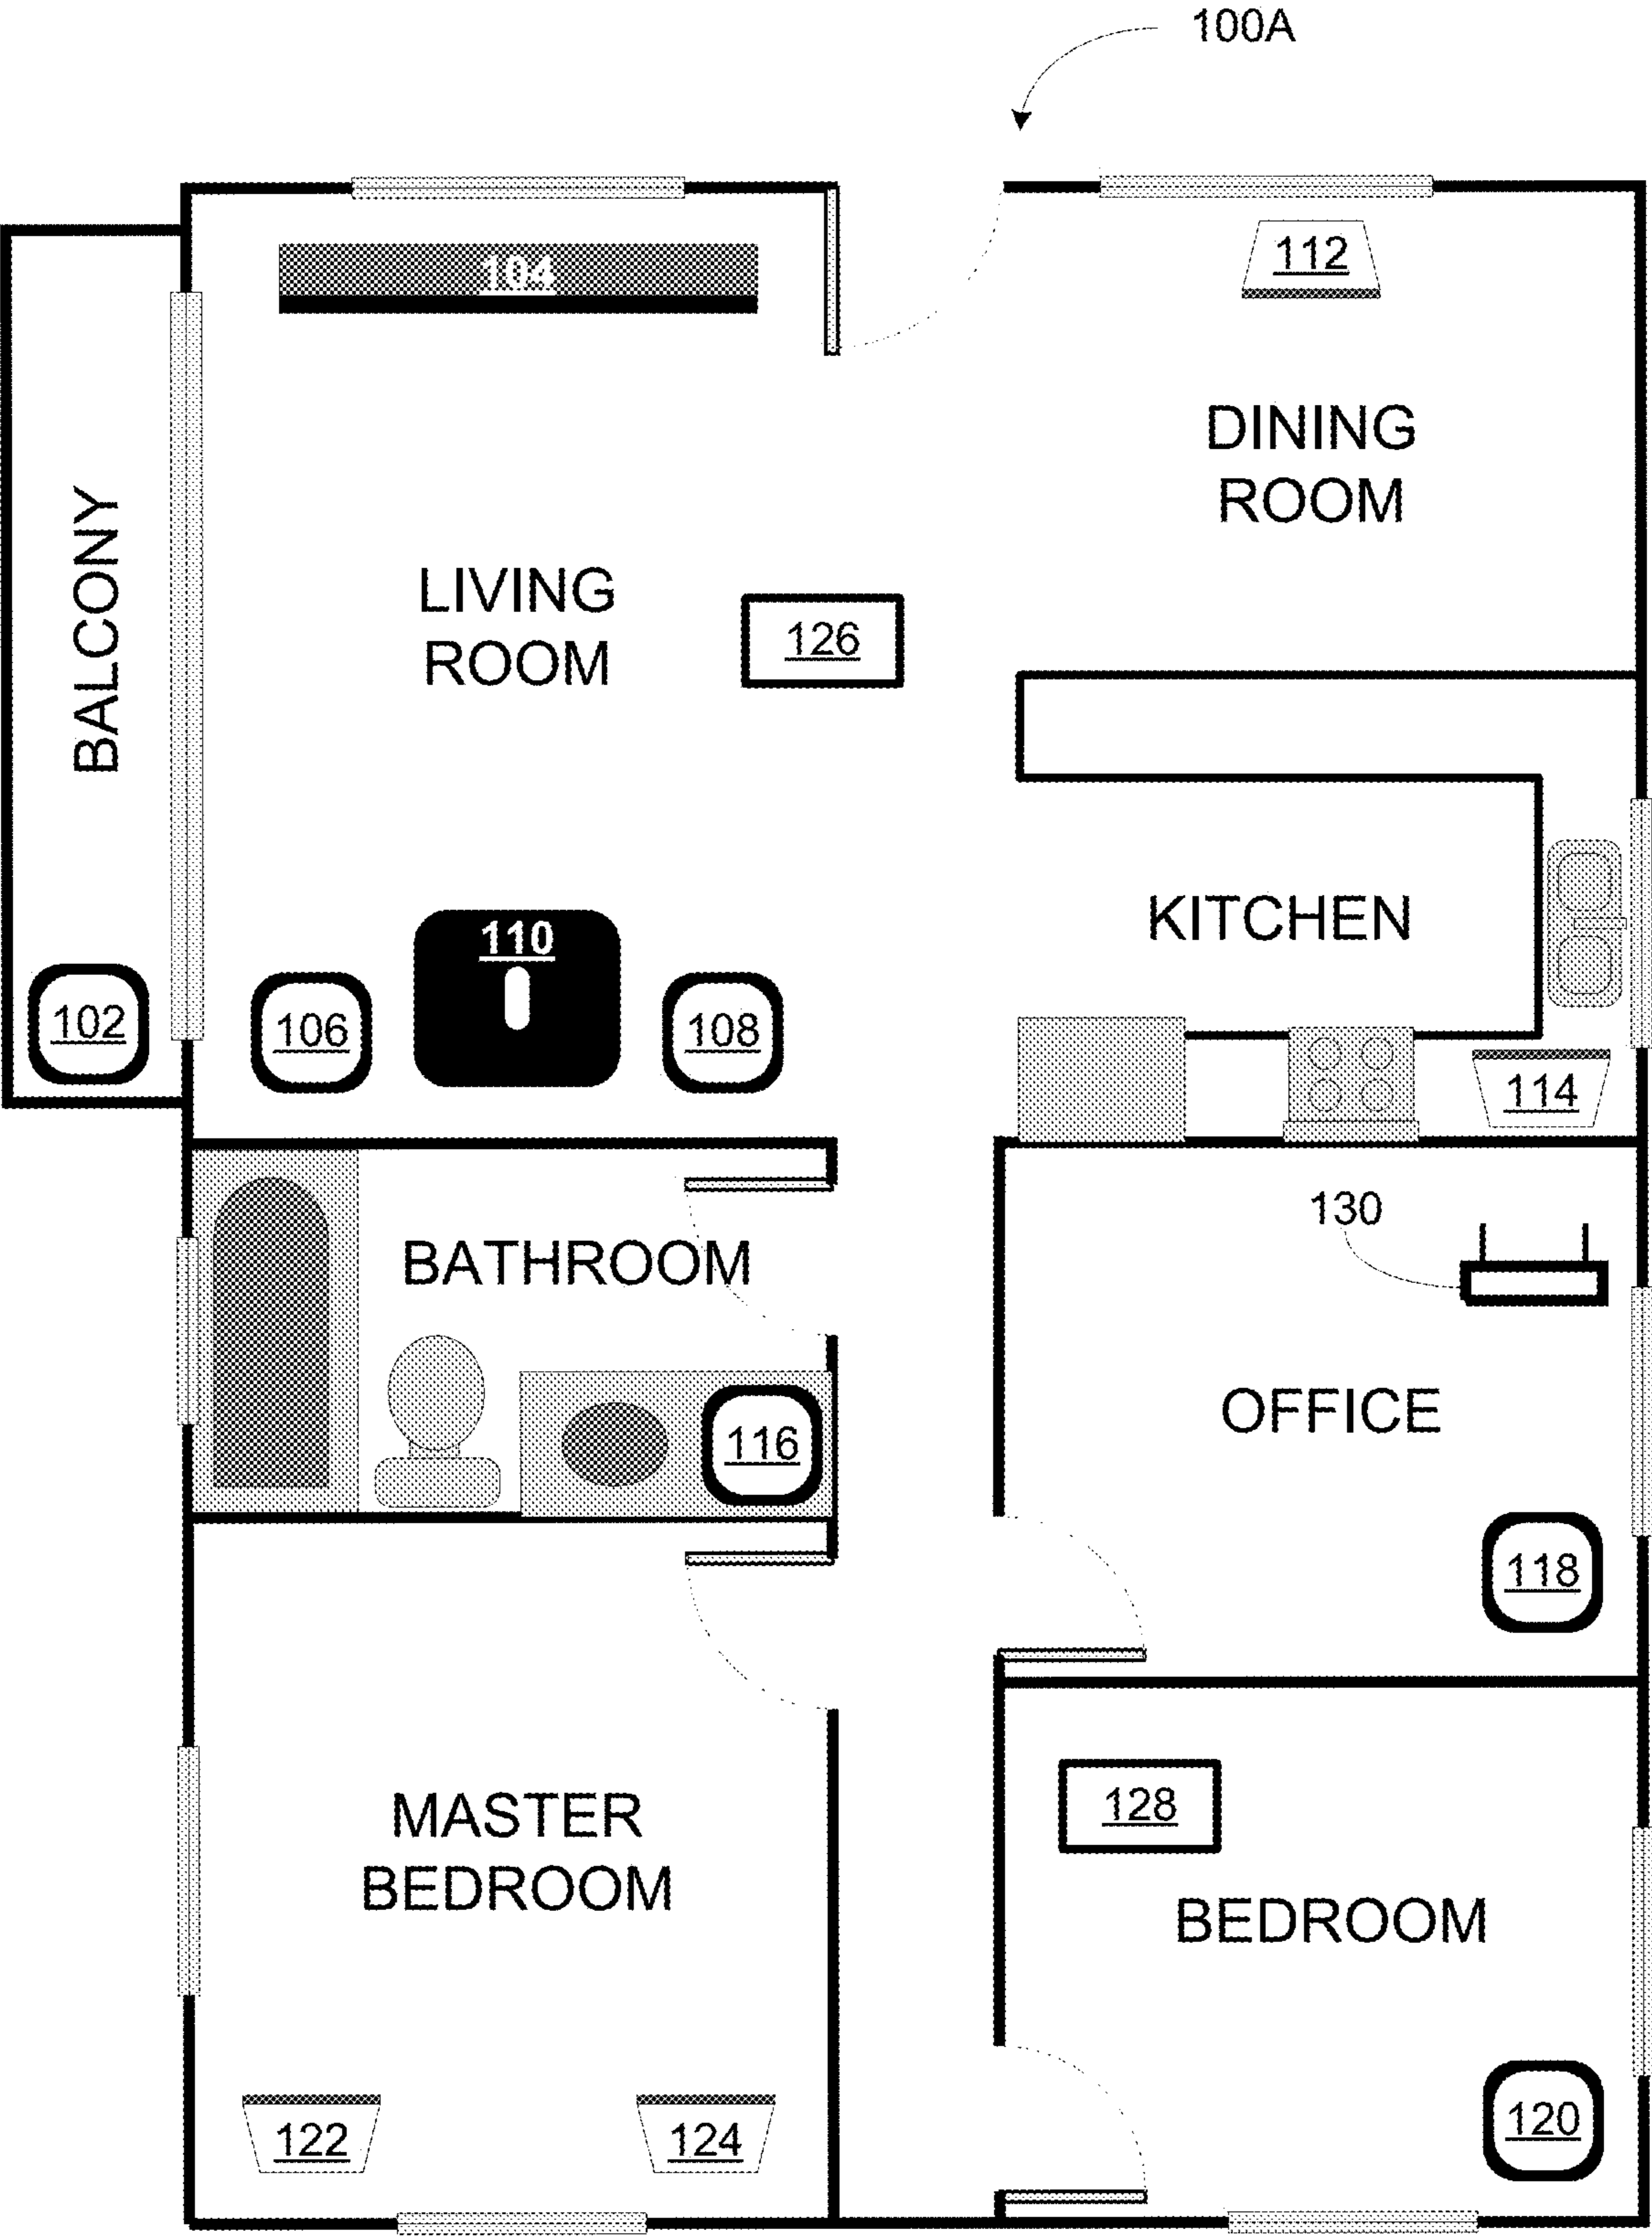 100A
104
112
DINING
ROOM
BALCONY
LIVING
ROOM
126
KITCHEN
110
102
106
108
114
130
BATHROOM
OFFICE
116
118
128
MASTER
BEDROOM
BEDROOM
122
124
120